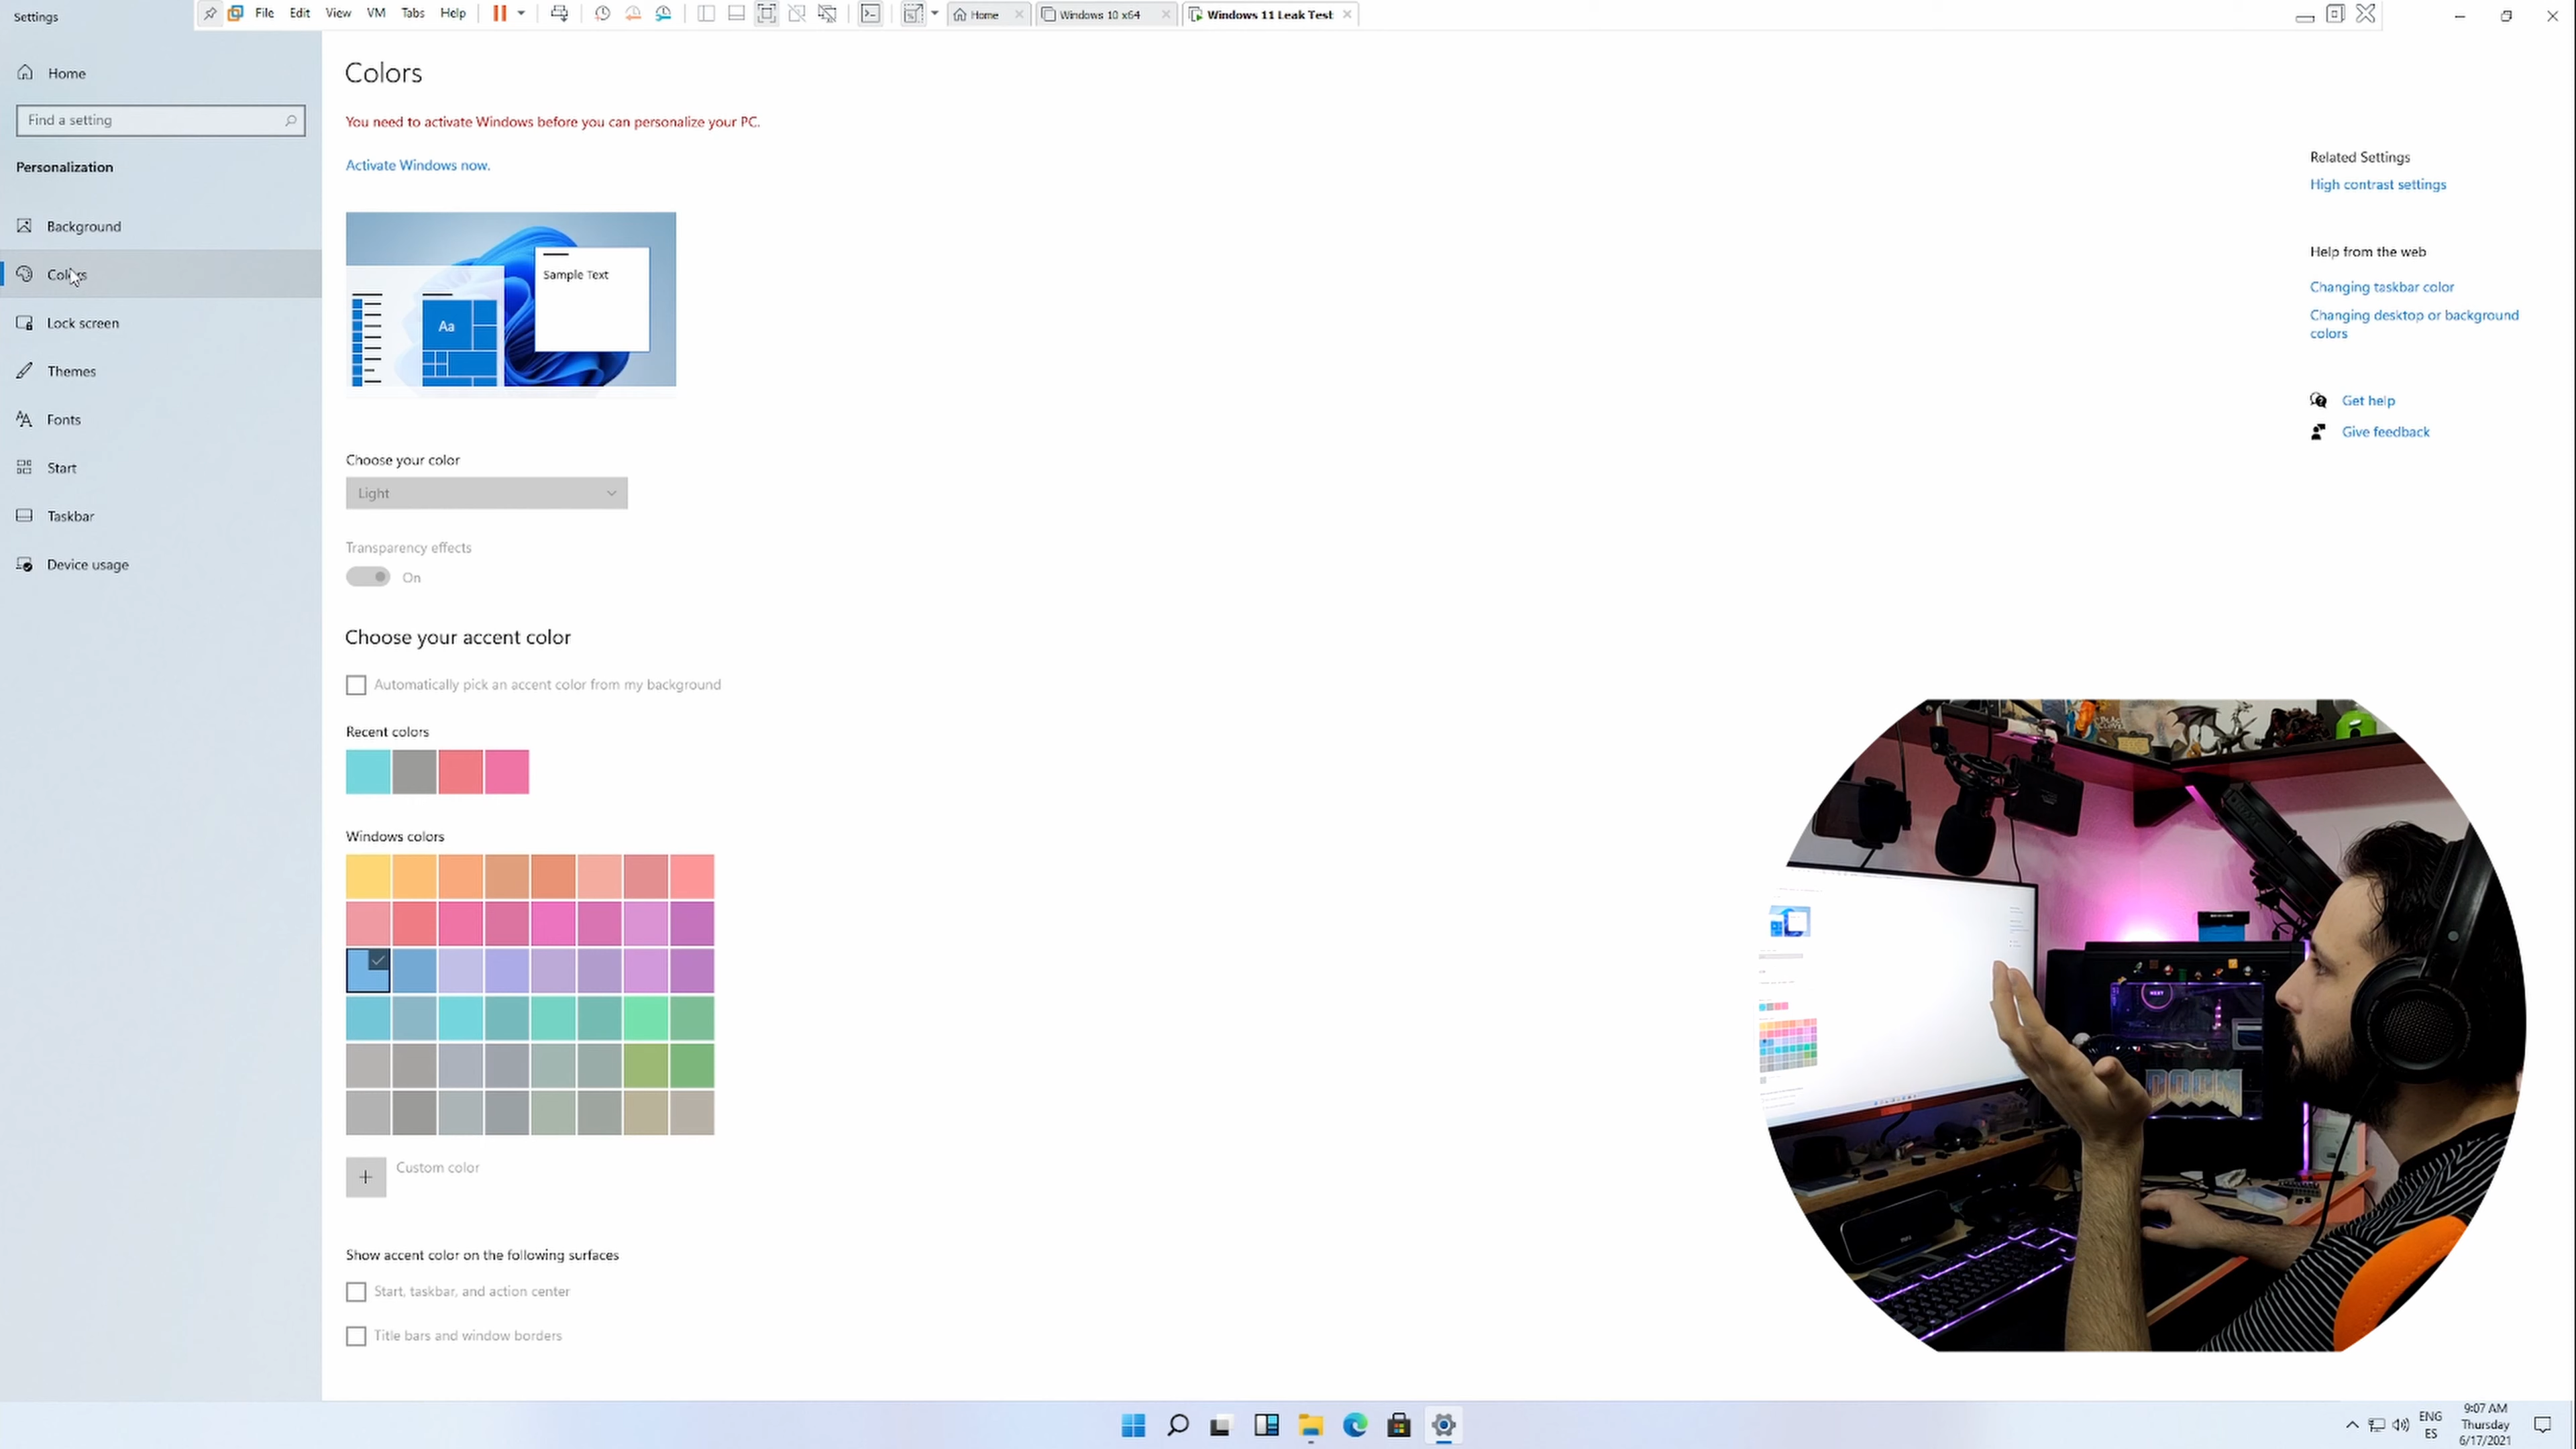 Settings
File Edit View VM Tabs Help
Home
Windows 10 x64
Windows 11 Leak Test
Home
Find a setting
Personalization
Background
Colors
Lock screen
Themes
Fonts
Start
Taskbar
Device usage
Colors
You need to activate Windows before you can personalize your PC.
Activate Windows now.
Sample Text
Aa
Choose your color
Light
Transparency effects
On
Choose your accent color
Automatically pick an accent color from my background
Recent colors
Windows colors
Custom color
Show accent color on the following surfaces
Start, taskbar, and action center
Title bars and window borders
Related Settings
High contrast settings
Help from the web
Changing taskbar color
Changing desktop or background
colors
Get help
Give feedback
DOOM
ENG
ES
9:07 AM
Thursday
6/17/2021